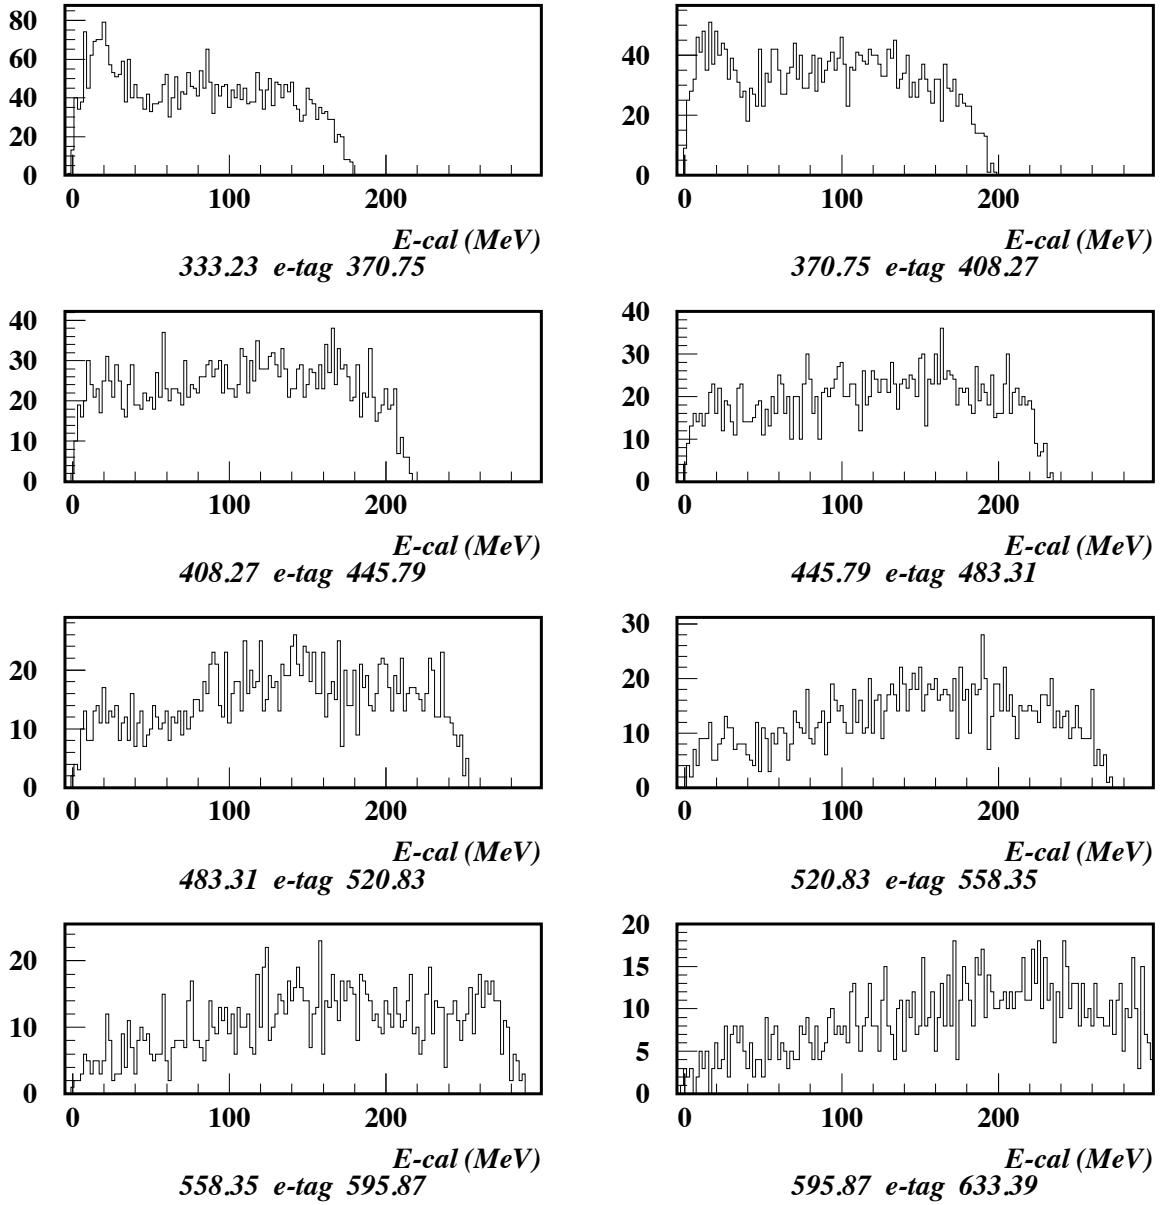 80
60
40
20
0
0 100 200
E-cal (MeV)
333.23 e-tag 370.75
40
20
0
0 100 200
E-cal (MeV)
370.75 e-tag 408.27
40
30
20
10
0
0 100 200
E-cal (MeV)
408.27 e-tag 445.79
40
30
20
10
0
0 100 200
E-cal (MeV)
445.79 e-tag 483.31
20
10
0
0 100 200
E-cal (MeV)
483.31 e-tag 520.83
30
20
10
0
0 100 200
E-cal (MeV)
520.83 e-tag 558.35
20
10
0
0 100 200
E-cal (MeV)
558.35 e-tag 595.87
20
15
10
5
0
0 100 200
E-cal (MeV)
595.87 e-tag 633.39